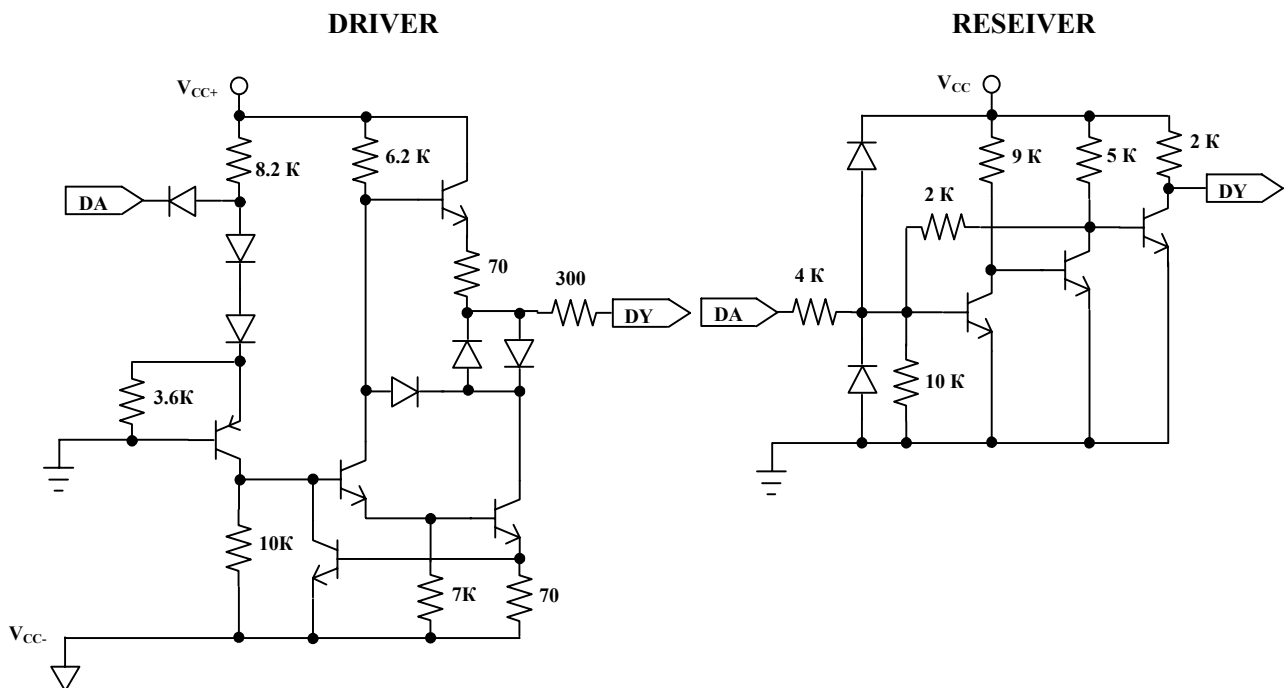 DRIVER
RESEIVER
VCC+
8.2 K
6.2 K
DA
70
300
DY
3.6K
10K
7K
70
VCC-
VCC
9 K
5 K
2 K
DY
2 K
4 K
DA
10 K